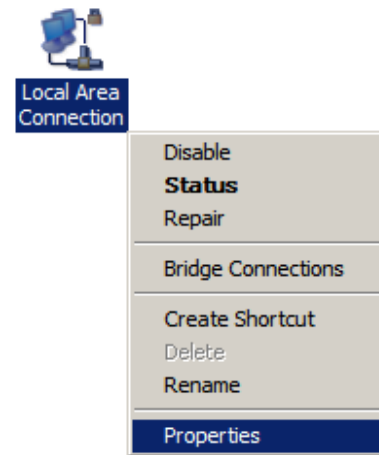 Local Area
Connection
Disable
Status
Repair
Bridge Connections
Create Shortcut
Delete
Rename
Properties